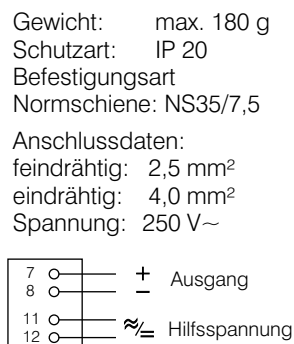 Gewicht: max. 180 g
Schutzart: IP 20
Befestigungsart
Normschiene: NS35/7,5
Anschlussdaten:
feindrähtig: 2,5 mm²
eindrähtig: 4,0 mm²
Spannung: 250 V~
7 + Ausgang
8 −
11 ≂/= Hilfsspannung
12